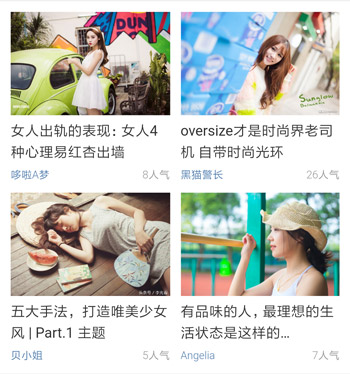 DUNK
Sunglow
女人出轨的表现：女人4
种心理易红杏出墙
oversize才是时尚界老司
机 自带时尚光环
哆啦A梦
8人气
黑猫警长
26人气
五大手法，打造唯美少女
风 | Part.1 主题
有品味的人，最理想的生
活状态是这样的...
贝小姐
5人气
Angelia
7人气